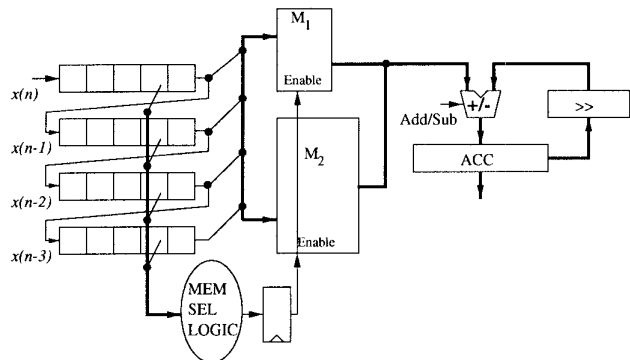 M1
Enable
x(n)
x(n-1)
x(n-2)
x(n-3)
M2
Enable
MEM
SEL
LOGIC
+/-
Add/Sub
>>
ACC